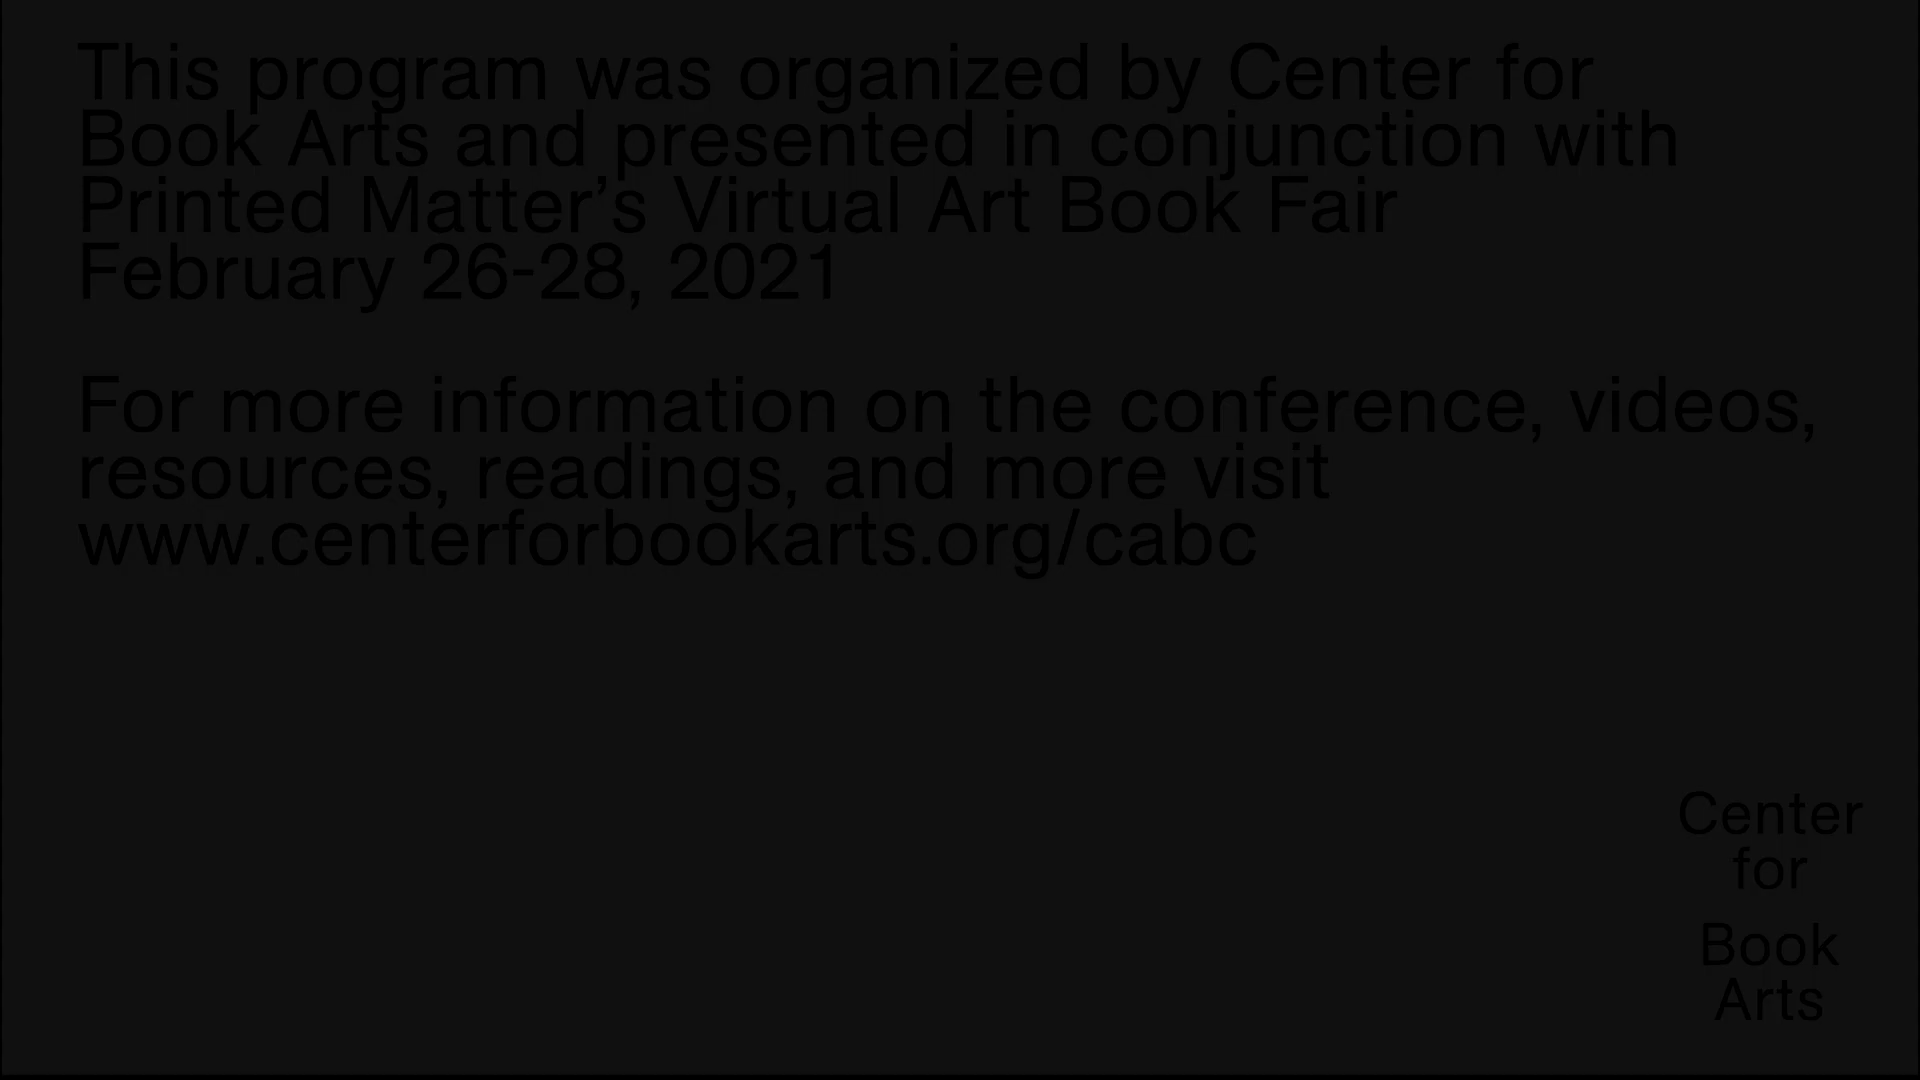 This program was organized by Center for
Book Arts and presented in conjunction with
Printed Matter’s Virtual Art Book Fair
February 26-28, 2021
For more information on the conference, videos,
resources, readings, and more visit
www.centerforbookarts.org/cabc
Center
for
Book
Arts